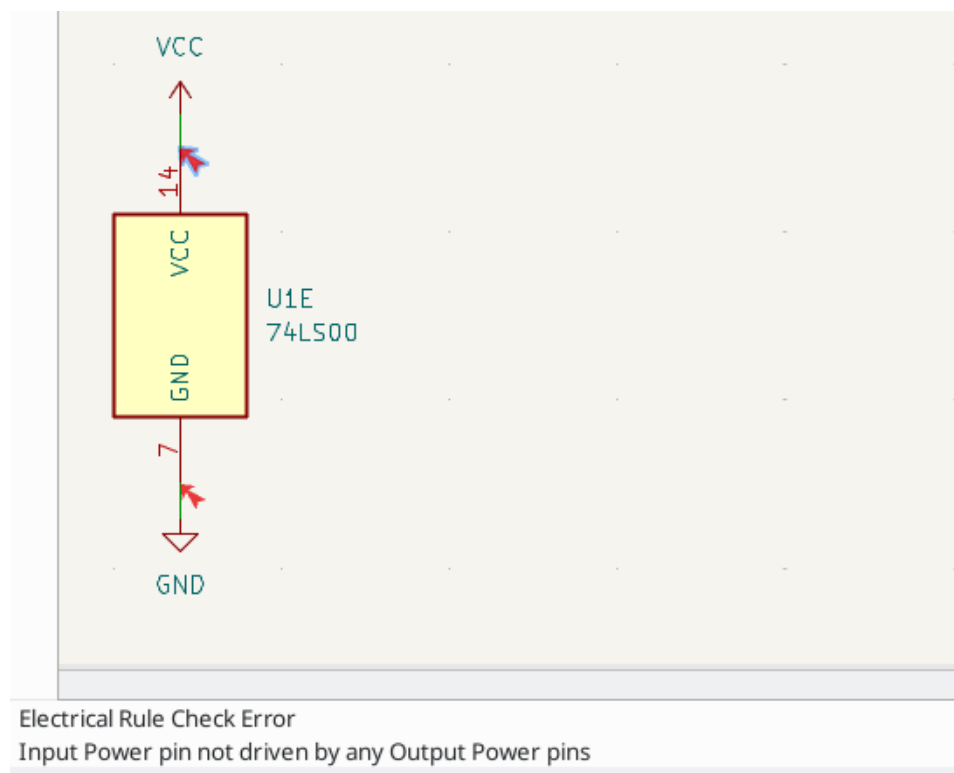 VCC
14
VCC
U1E
74LS00
GND
7
GND
Electrical Rule Check Error
Input Power pin not driven by any Output Power pins